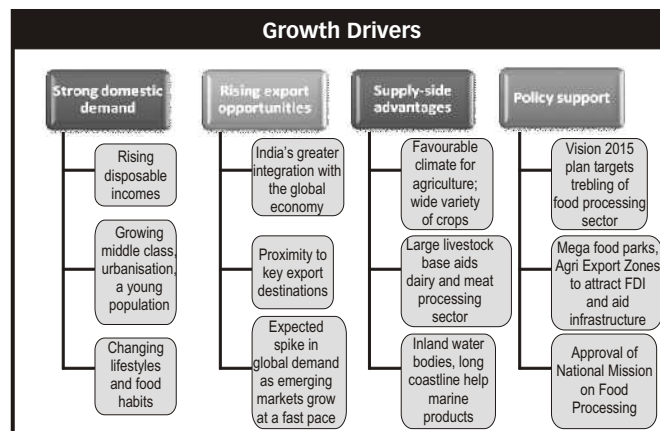 Growth Drivers
Strong domestic
demand
Rising
disposable
incomes
Growing
middle class,
urbanisation,
a young
population
Changing
lifestyles
and food
habits
Rising export
opportunities
India's greater
integration with
the global
economy
Proximity to
key export
destinations
Expected
spike in
global demand
as emerging
markets grow
at a fast pace
Supply-side
advantages
Favourable
climate for
agriculture;
wide variety
of crops
Large livestock
base aids
dairy and meat
processing
sector
Inland water
bodies, long
coastline help
marine
products
Policy support
Vision 2015
plan targets
trebling of
food processing
sector
Mega food parks,
Agri Export Zones
to attract FDI
and aid
infrastructure
Approval of
National Mission
on Food
Processing